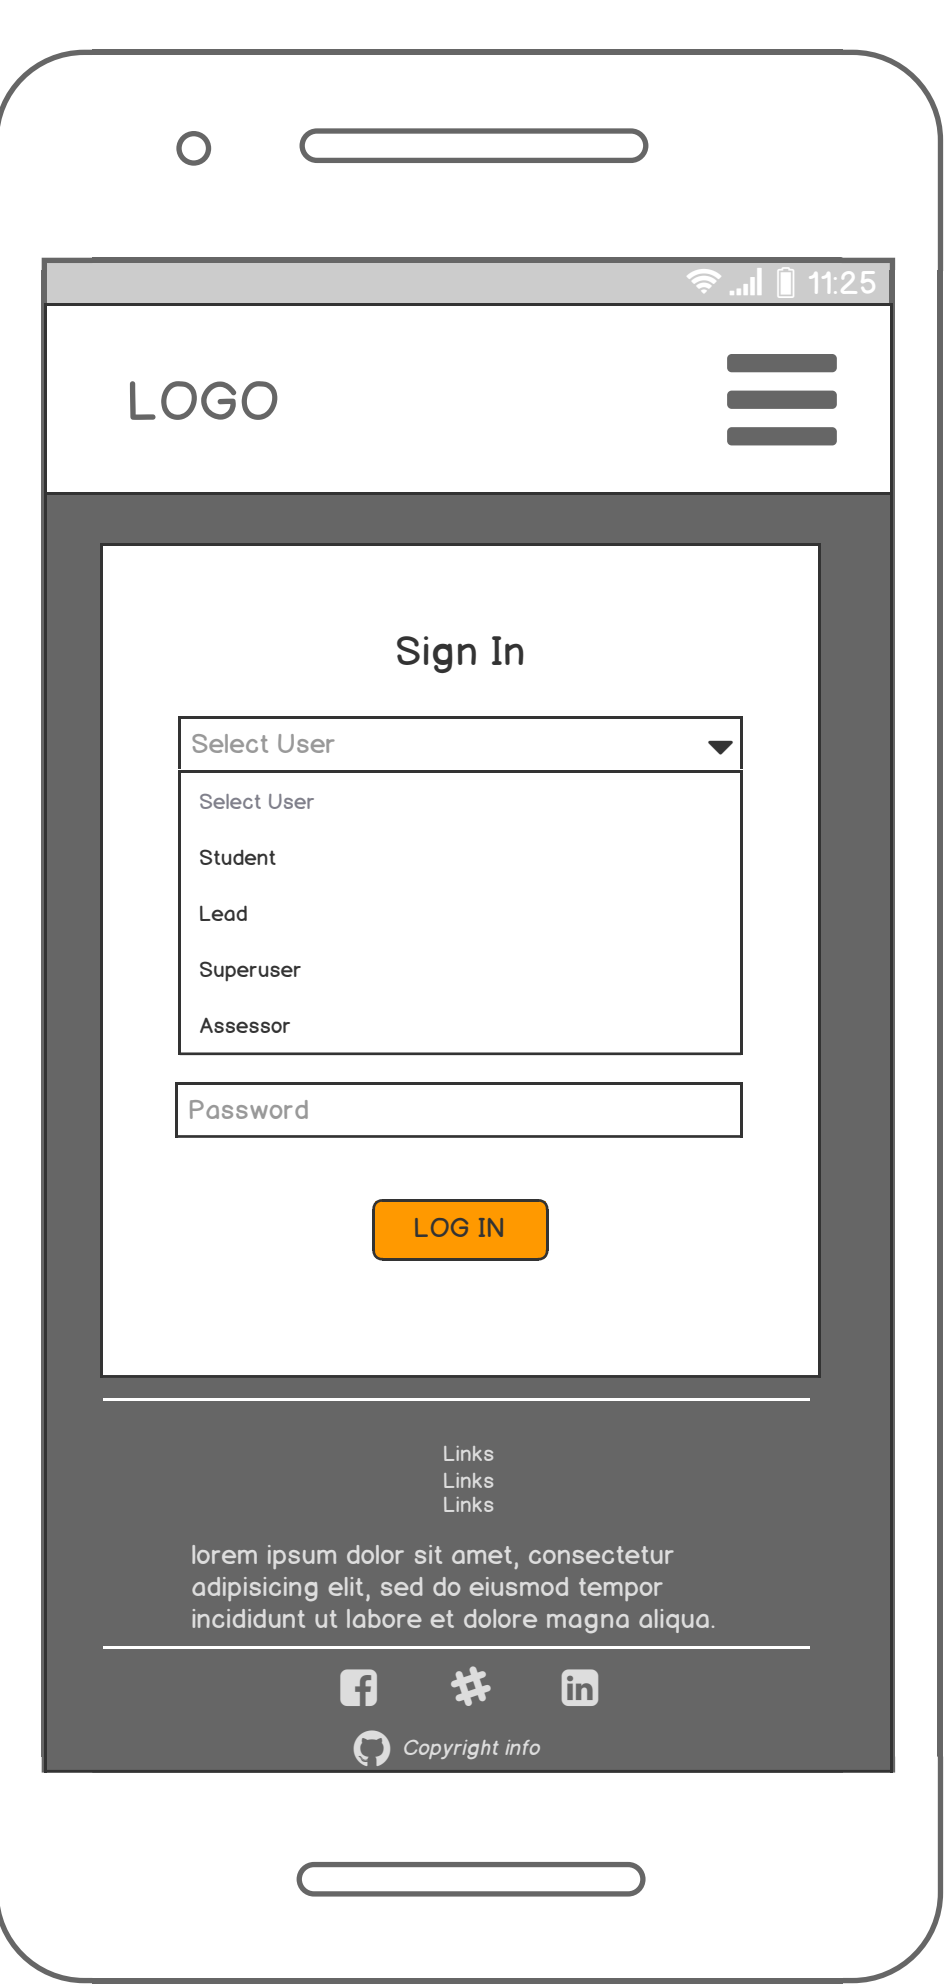 11:25
LOGO
Sign In
Select User
Select User
Student
Lead
Superuser
Assessor
Password
LOG IN
Links
Links
Links
lorem ipsum dolor sit amet, consectetur
adipisicing elit, sed do eiusmod tempor
incididunt ut labore et dolore magna aliqua.
in
Copyright info